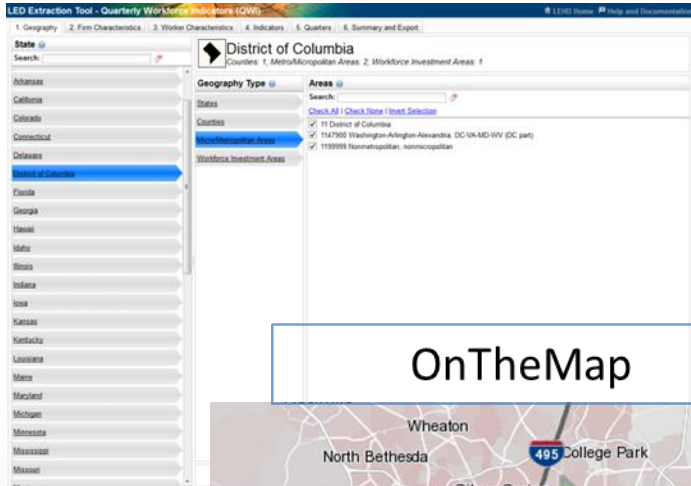 LED Extraction Tool - Quarterly Workforce Indicators (QWI)
LEHD Home Help and Documentation
1. Geography 2. Firm Characteristics 3. Worker Characteristics 4. Indicators 5. Quarters 6. Summary and Export
State
Search:
Arkansas
California
Colorado
Connecticut
Delaware
District of Columbia
Florida
Georgia
Hawaii
Idaho
Illinois
Indiana
Iowa
Kansas
Kentucky
Louisiana
Maine
Maryland
Michigan
Minnesota
Mississippi
Missouri
District of Columbia
Counties: 1, Metro/Micropolitan Areas: 2, Workforce Investment Areas: 1
Geography Type
States
Counties
Micro/Metropolitan Areas
Workforce Investment Areas
Areas
Search:
Check All | Check None | Invert Selection
11 District of Columbia
1147900 Washington-Arlington-Alexandria, DC-VA-MD-WV (DC part)
1199999 Nonmetropolitan, nonmicropolitan
OnTheMap
Wheaton
North Bethesda
495
College Park